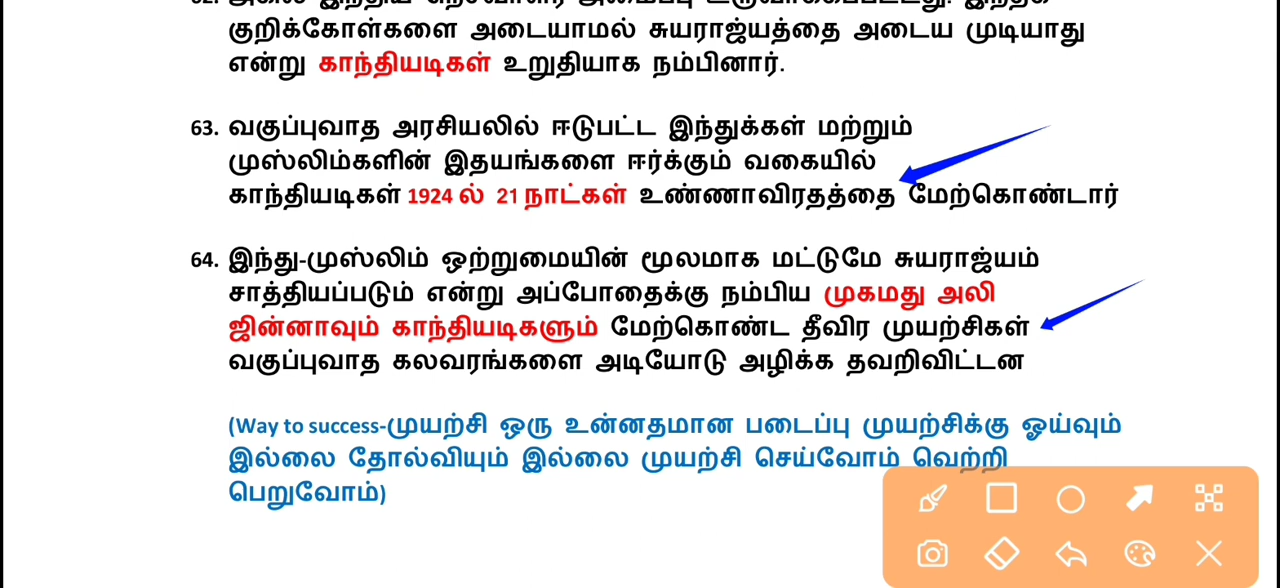 குறிக்கோள்களை அடையாமல் சுயராஜ்யத்தை அடைய முடியாது
என்று காந்தியடிகள் உறுதியாக நம்பினார்.
63. வகுப்புவாத அரசியலில் ஈடுபட்ட இந்துக்கள் மற்றும்
முஸ்லிம்களின் இதயங்களை ஈர்க்கும் வகையில்
காந்தியடிகள் 1924 ல் 21 நாட்கள் உண்ணாவிரதத்தை மேற்கொண்டார்
64. இந்து-முஸ்லிம் ஒற்றுமையின் மூலமாக மட்டுமே சுயராஜ்யம்
சாத்தியப்படும் என்று அப்போதைக்கு நம்பிய முகமது அலி
ஜின்னாவும் காந்தியடிகளும் மேற்கொண்ட தீவிர முயற்சிகள்
வகுப்புவாத கலவரங்களை அடியோடு அழிக்க தவறிவிட்டன
(Way to success-முயற்சி ஒரு உன்னதமான படைப்பு முயற்சிக்கு ஓய்வும்
இல்லை தோல்வியும் இல்லை முயற்சி செய்வோம் வெற்றி
பெறுவோம்)